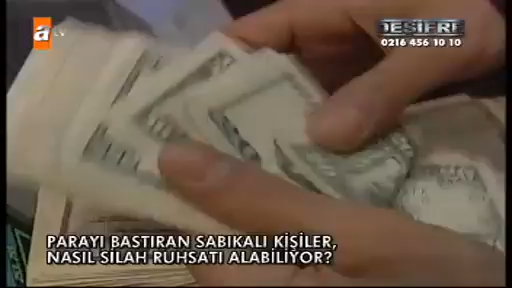 a tv
DEŞİFRE
0216 456 10 10
PARAYI BASTIRAN SABIKALI KİŞİLER,
NASIL SİLAH RUHSATI ALABİLİYOR?